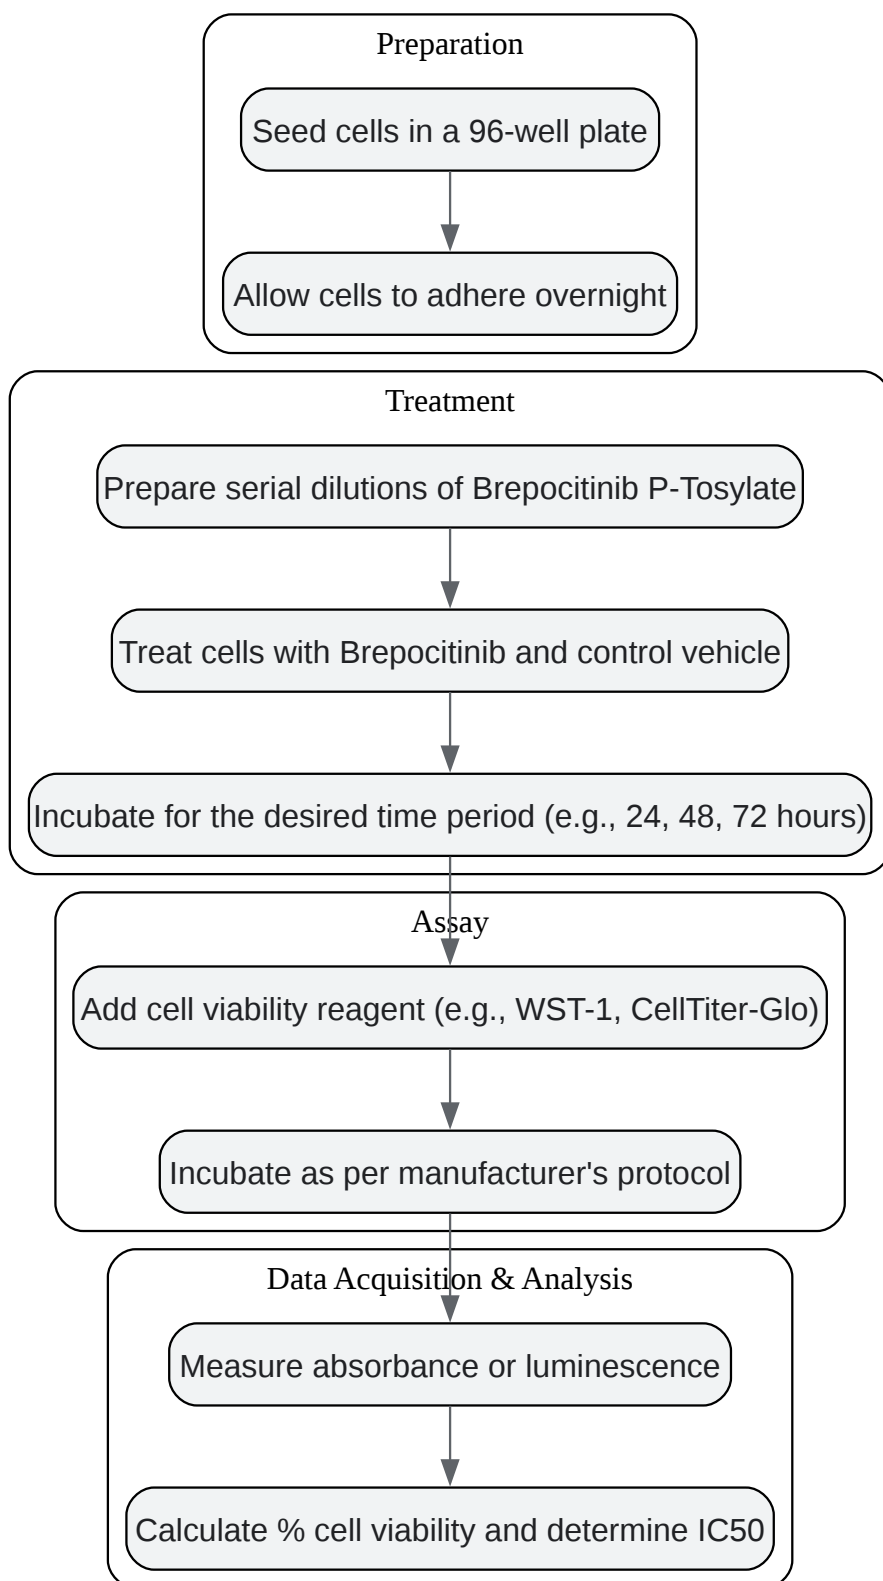 Preparation
Seed cells in a 96-well plate
Allow cells to adhere overnight
Treatment
Prepare serial dilutions of Brepocitinib P-Tosylate
Treat cells with Brepocitinib and control vehicle
Incubate for the desired time period (e.g., 24, 48, 72 hours)
Assay
Add cell viability reagent (e.g., WST-1, CellTiter-Glo)
Incubate as per manufacturer's protocol
Data Acquisition & Analysis
Measure absorbance or luminescence
Calculate % cell viability and determine IC50